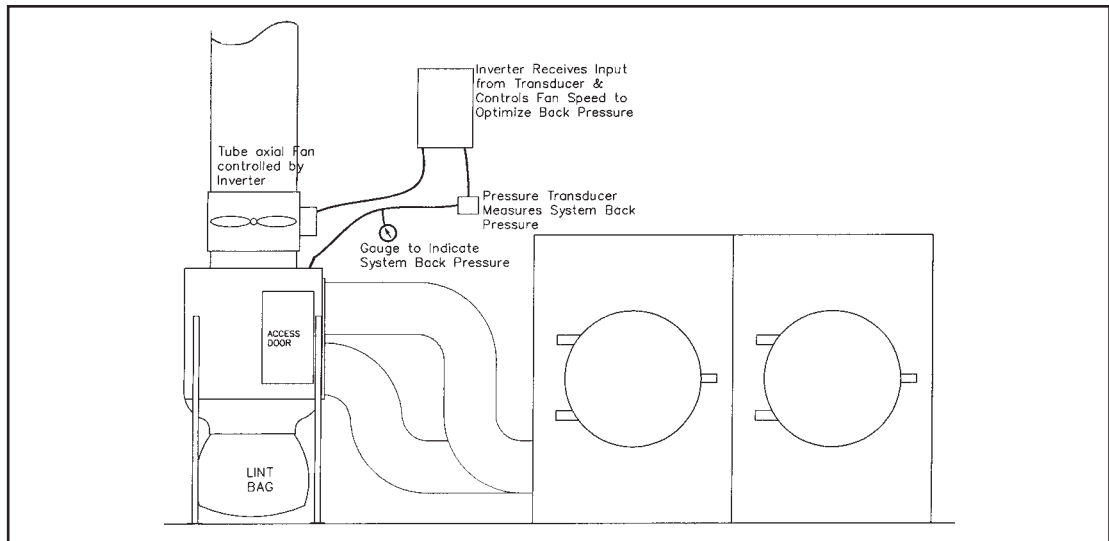 Inverter Receives Input
from Transducer &
Controls Fan Speed to
Optimize Back Pressure
Tube axial Fan
controlled by
Inverter
Pressure Transducer
Measures System Back
Pressure
Gauge to Indicate
System Back Pressure
ACCESS
DOOR
LINT
BAG